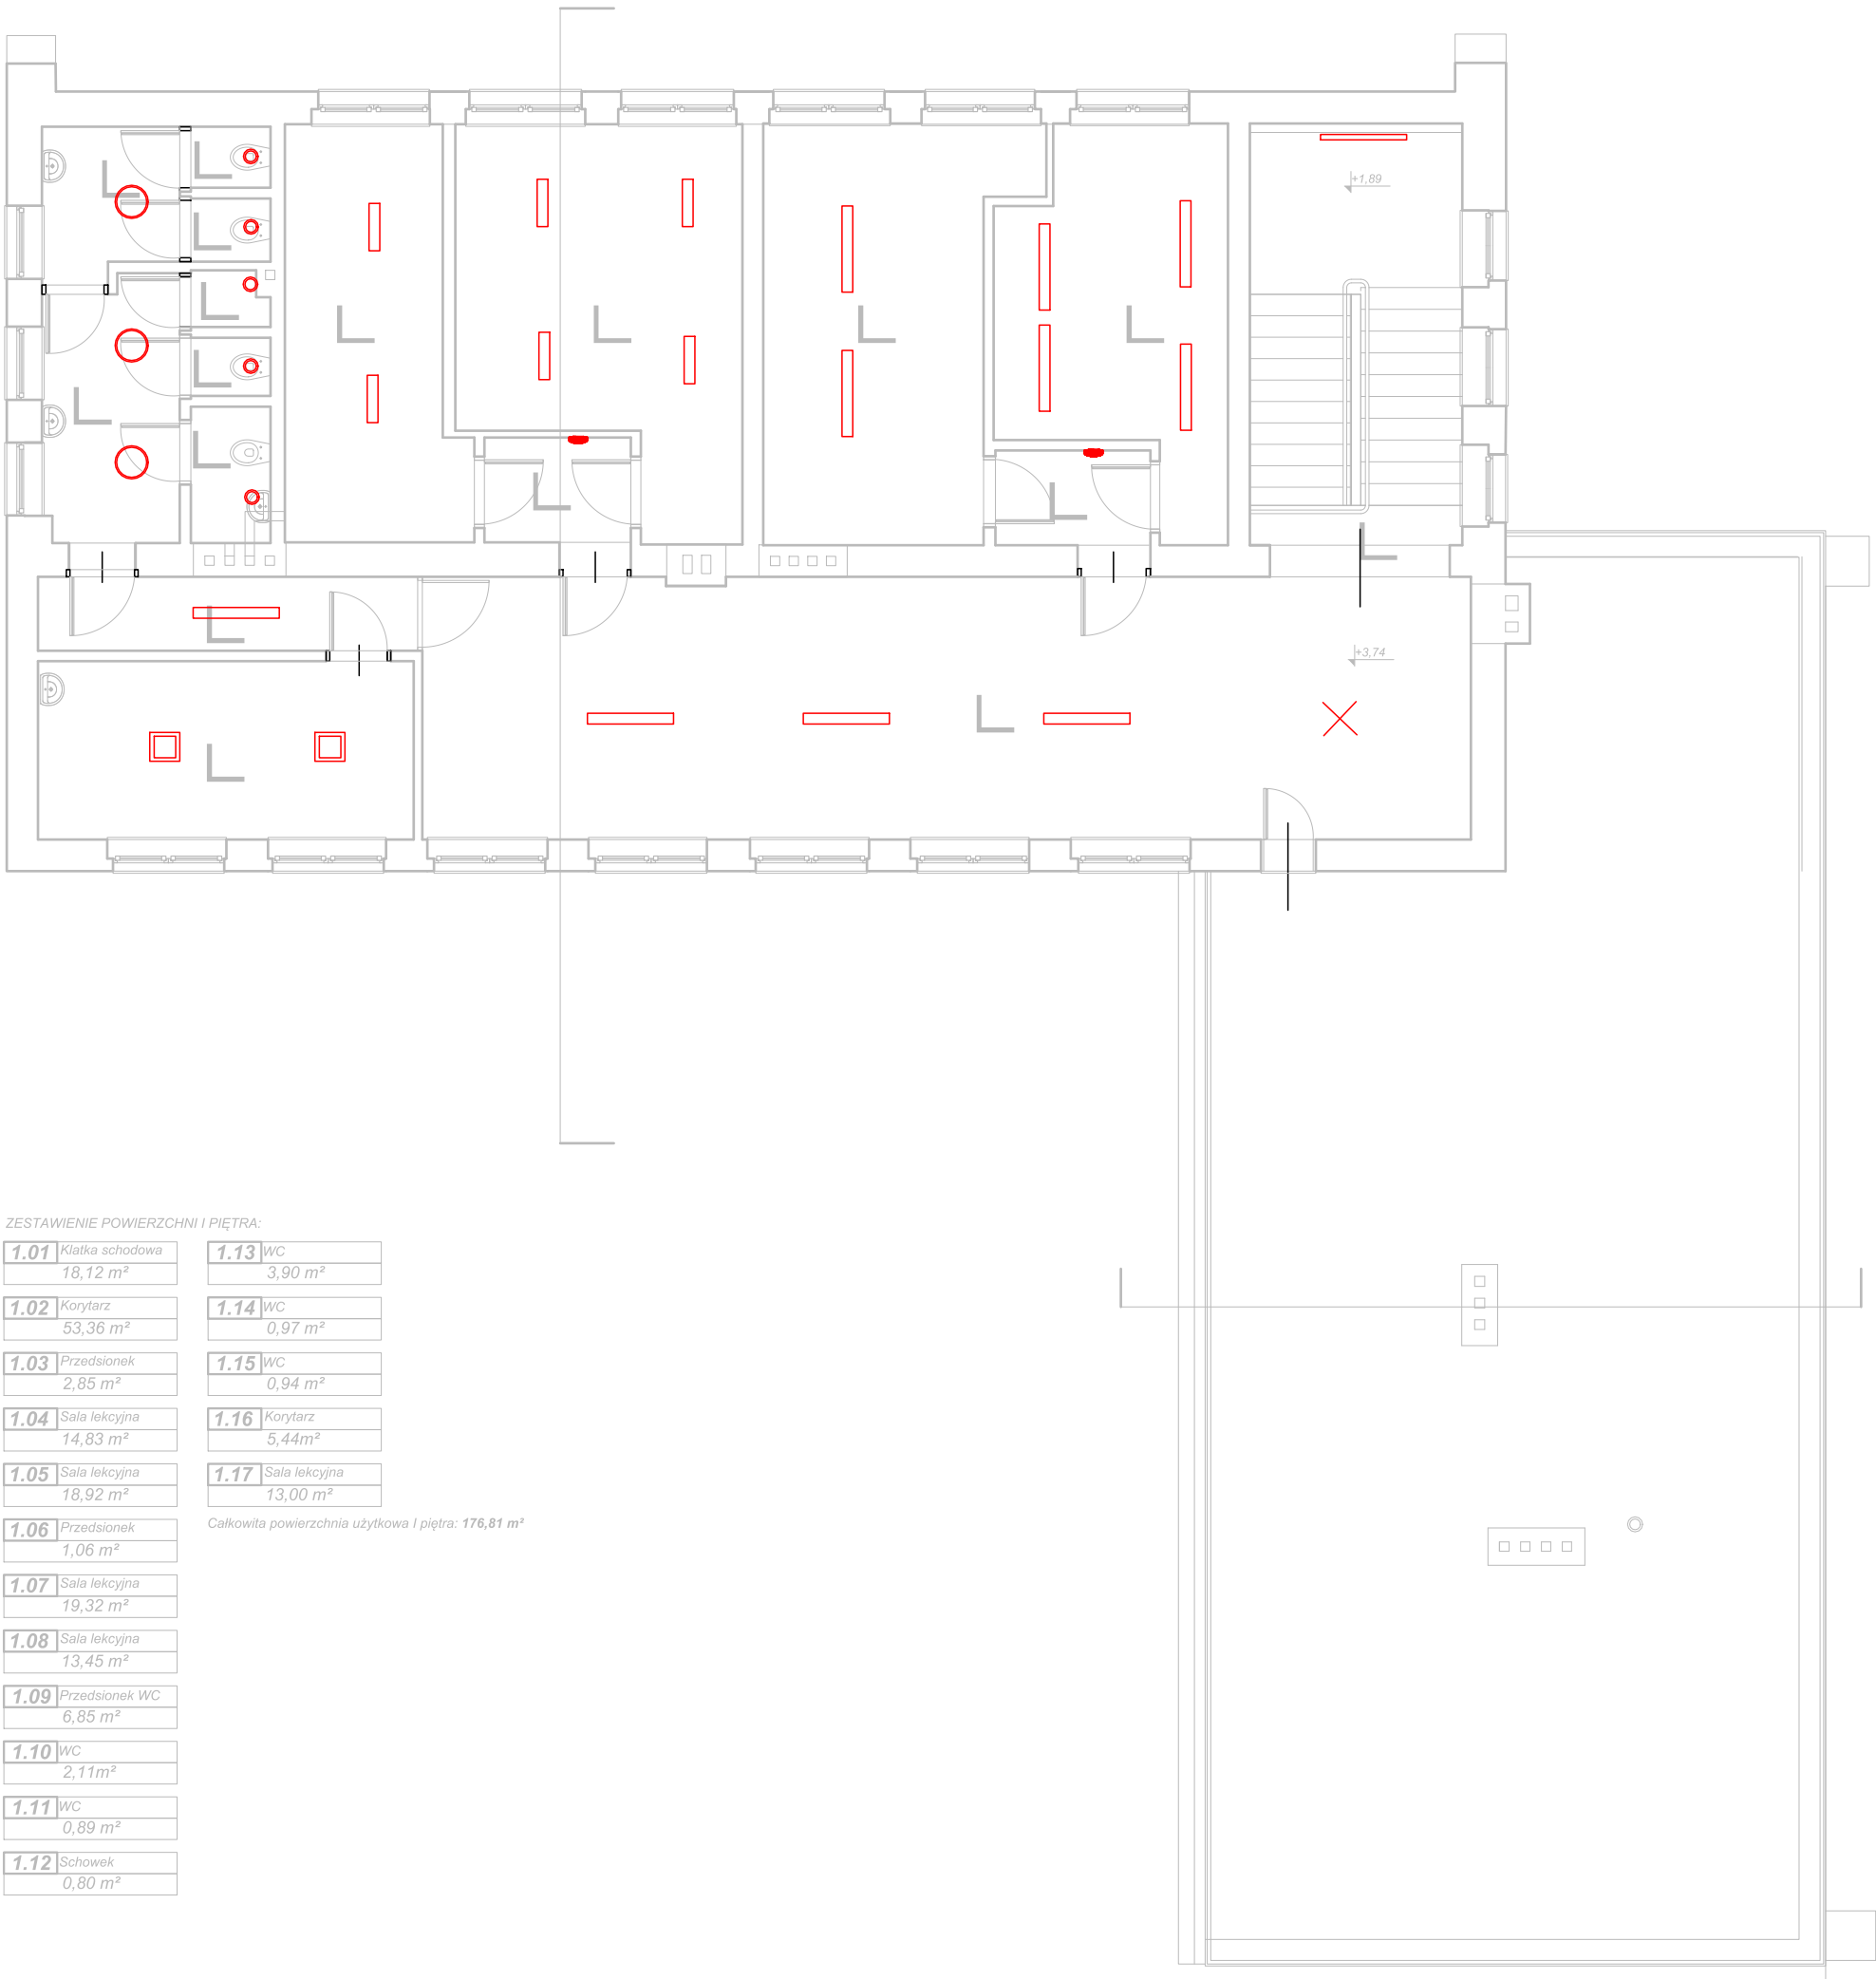 +1,89
+3,74
ZESTAWIENIE POWIERZCHNI I PIĘTRA:
1.01 Klatka schodowa
18,12 m²
1.02 Korytarz
53,36 m²
1.03 Przedsionek
2,85 m²
1.04 Sala lekcyjna
14,83 m²
1.05 Sala lekcyjna
18,92 m²
1.06 Przedsionek
1,06 m²
1.07 Sala lekcyjna
19,32 m²
1.08 Sala lekcyjna
13,45 m²
1.09 Przedsionek WC
6,85 m²
1.10 WC
2,11m²
1.11 WC
0,89 m²
1.12 Schowek
0,80 m²
1.13 WC
3,90 m²
1.14 WC
0,97 m²
1.15 WC
0,94 m²
1.16 Korytarz
5,44m²
1.17 Sala lekcyjna
13,00 m²
Całkowita powierzchnia użytkowa I piętra: 176,81 m²